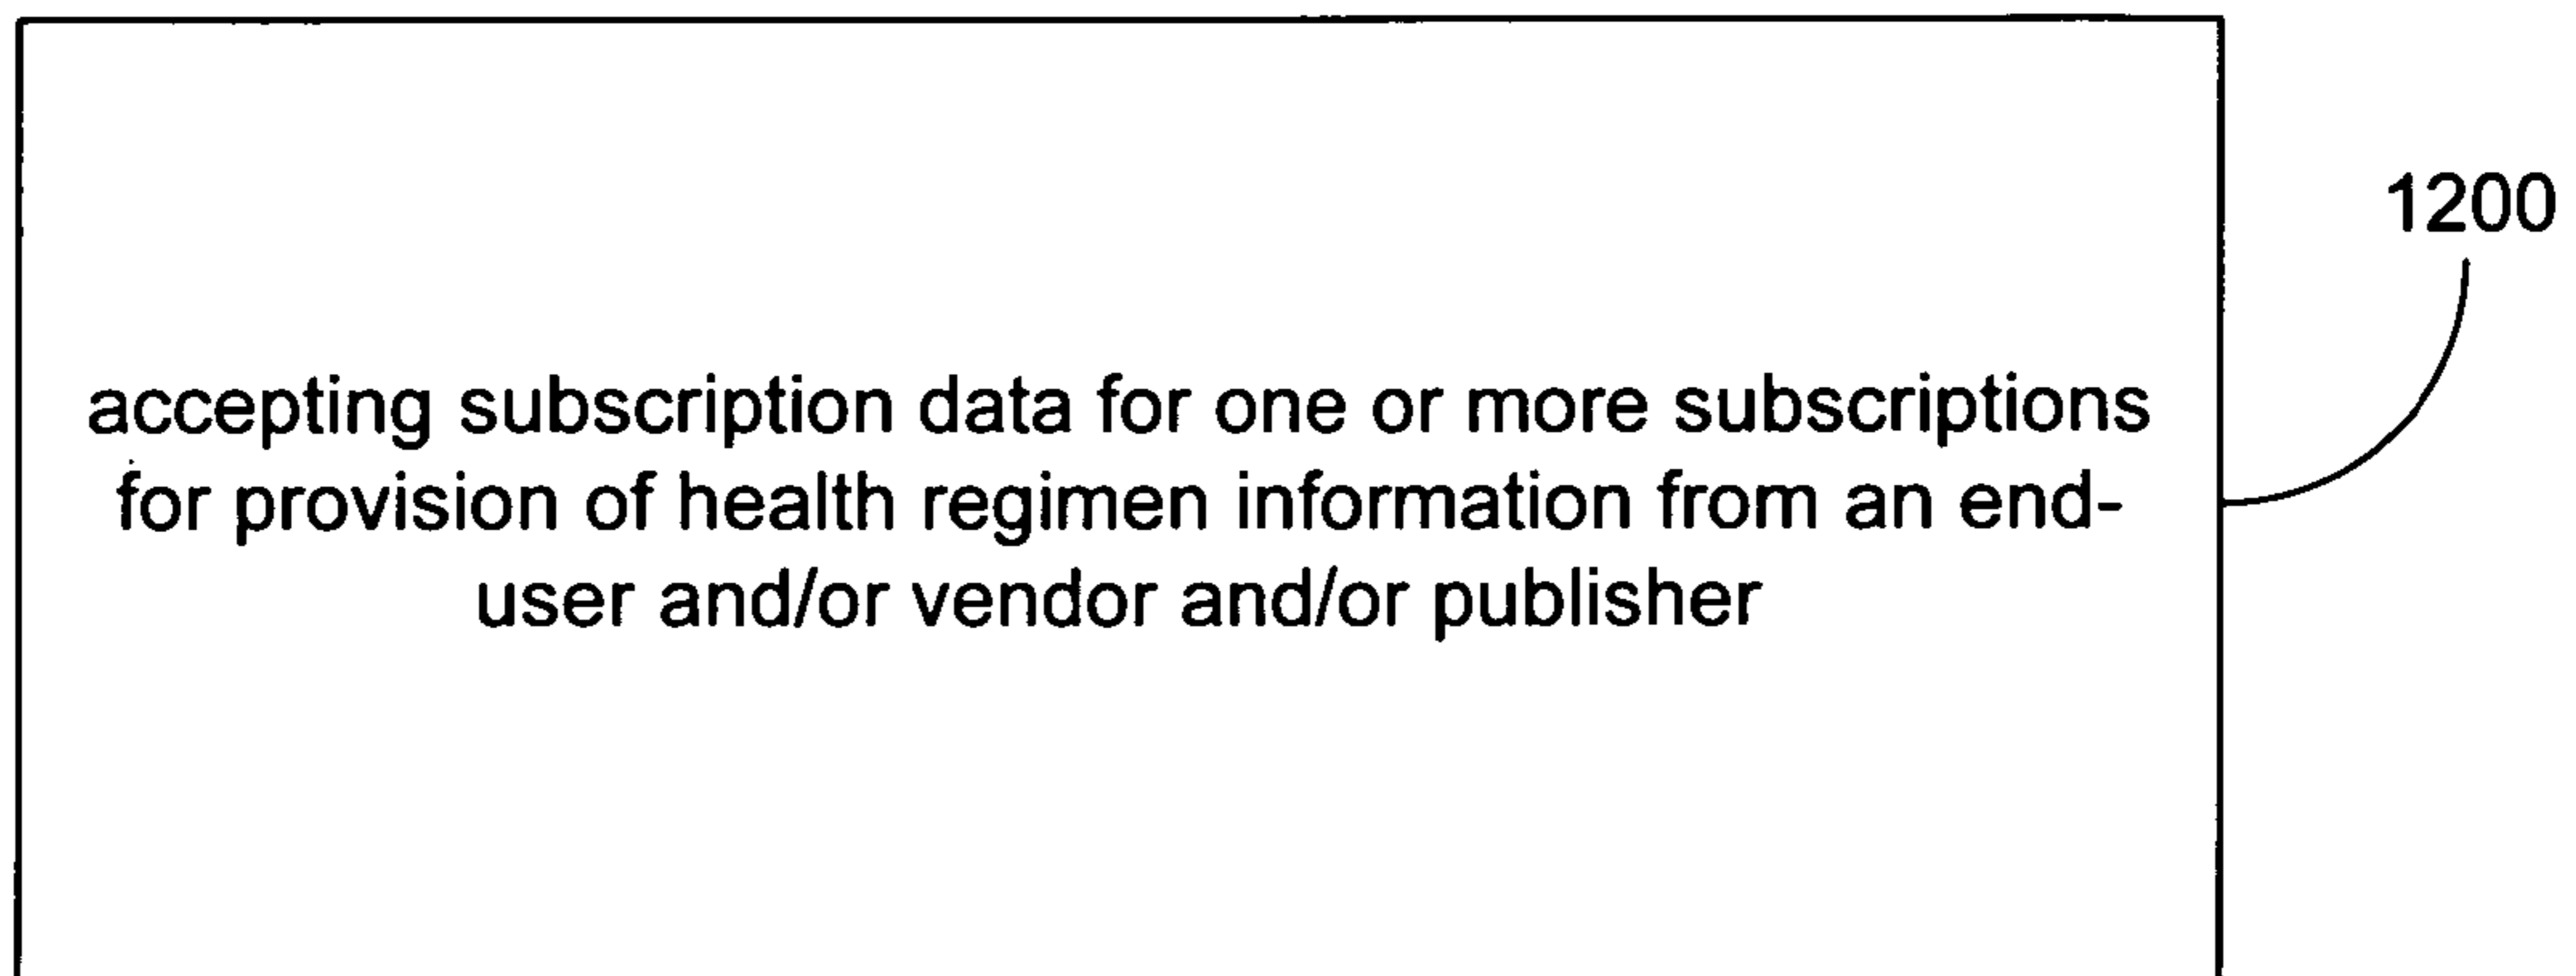 1200
accepting subscription data for one or more subscriptions
for provision of health regimen information from an end-
user and/or vendor and/or publisher